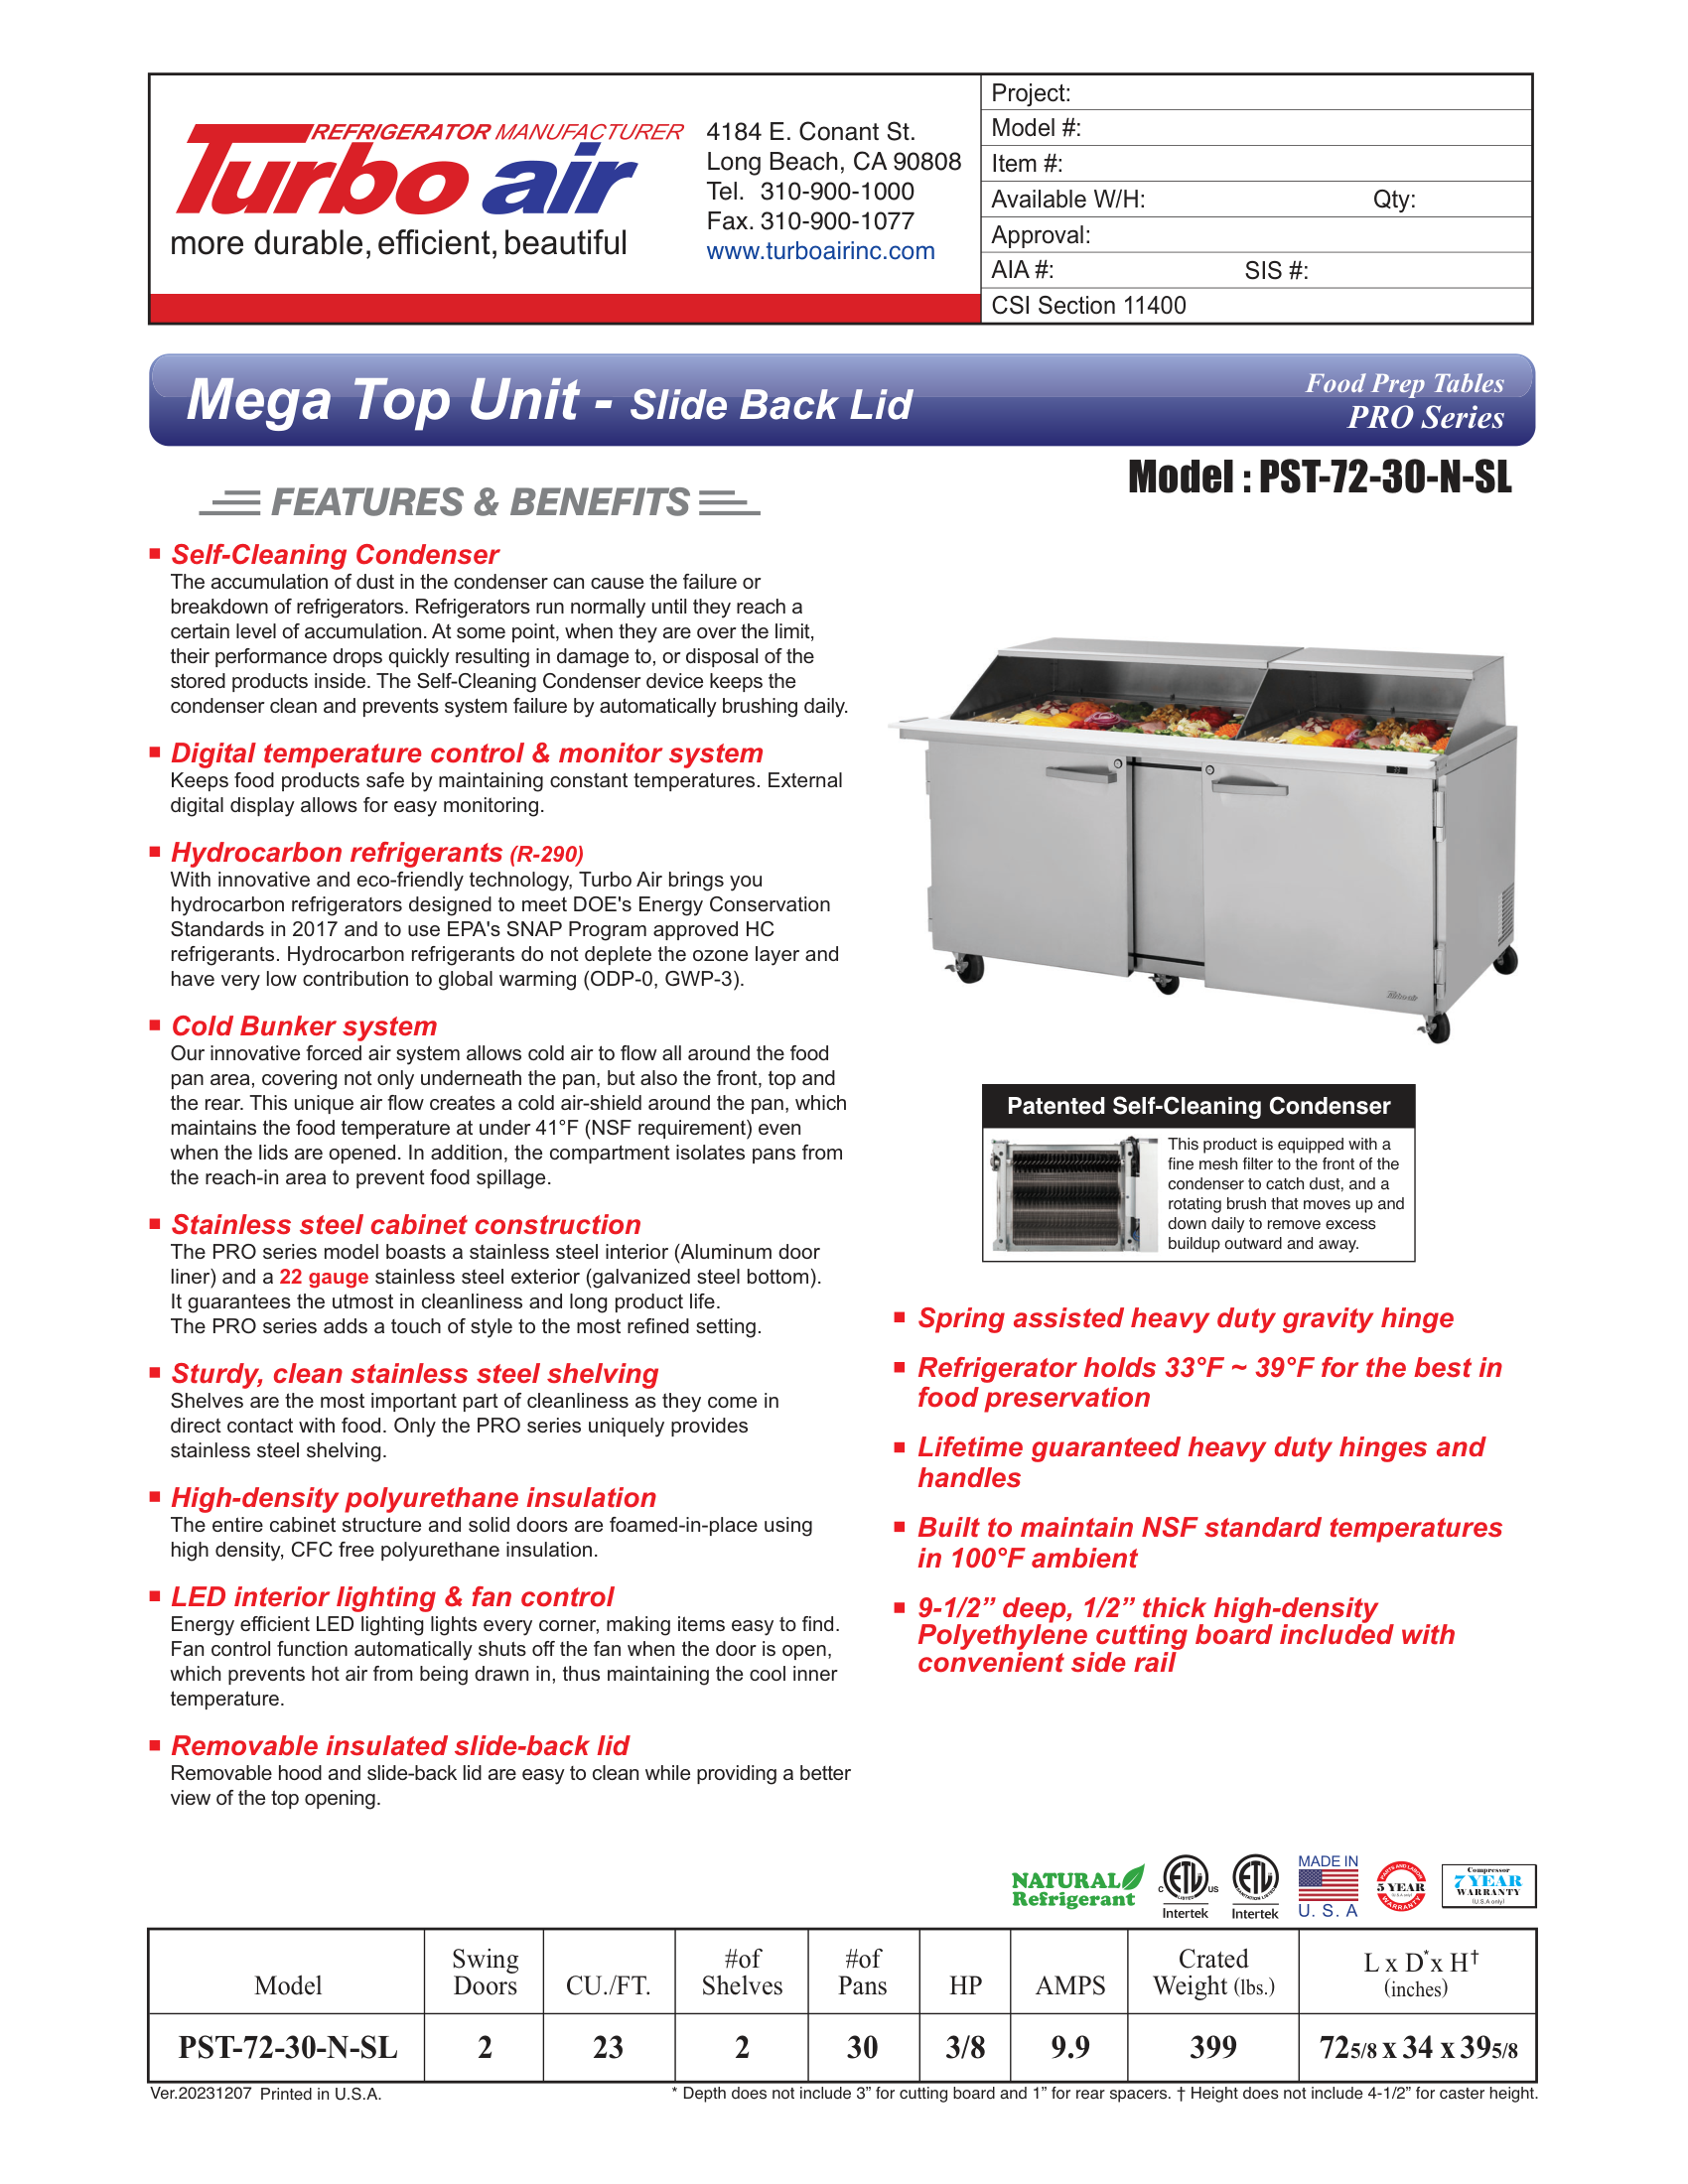 REFRIGERATOR MANUFACTURER
Turbo air
more durable, efficient, beautiful
4184 E. Conant St.
Long Beach, CA 90808
Tel. 310-900-1000
Fax. 310-900-1077
www.turboairinc.com
Project:
Model #:
Item #:
Available W/H: Qty:
Approval:
AIA #: SIS #:
CSI Section 11400
Mega Top Unit - Slide Back Lid
Food Prep Tables
PRO Series
Model : PST-72-30-N-SL
FEATURES & BENEFITS
Self-Cleaning Condenser
The accumulation of dust in the condenser can cause the failure or
breakdown of refrigerators. Refrigerators run normally until they reach a
certain level of accumulation. At some point, when they are over the limit,
their performance drops quickly resulting in damage to, or disposal of the
stored products inside. The Self-Cleaning Condenser device keeps the
condenser clean and prevents system failure by automatically brushing daily.
Digital temperature control & monitor system
Keeps food products safe by maintaining constant temperatures. External
digital display allows for easy monitoring.
Hydrocarbon refrigerants (R-290)
With innovative and eco-friendly technology, Turbo Air brings you
hydrocarbon refrigerators designed to meet DOE's Energy Conservation
Standards in 2017 and to use EPA's SNAP Program approved HC
refrigerants. Hydrocarbon refrigerants do not deplete the ozone layer and
have very low contribution to global warming (ODP-0, GWP-3).
Cold Bunker system
Our innovative forced air system allows cold air to flow all around the food
pan area, covering not only underneath the pan, but also the front, top and
the rear. This unique air flow creates a cold air-shield around the pan, which
maintains the food temperature at under 41°F (NSF requirement) even
when the lids are opened. In addition, the compartment isolates pans from
the reach-in area to prevent food spillage.
Stainless steel cabinet construction
The PRO series model boasts a stainless steel interior (Aluminum door
liner) and a 22 gauge stainless steel exterior (galvanized steel bottom).
It guarantees the utmost in cleanliness and long product life.
The PRO series adds a touch of style to the most refined setting.
Sturdy, clean stainless steel shelving
Shelves are the most important part of cleanliness as they come in
direct contact with food. Only the PRO series uniquely provides
stainless steel shelving.
High-density polyurethane insulation
The entire cabinet structure and solid doors are foamed-in-place using
high density, CFC free polyurethane insulation.
LED interior lighting & fan control
Energy efficient LED lighting lights every corner, making items easy to find.
Fan control function automatically shuts off the fan when the door is open,
which prevents hot air from being drawn in, thus maintaining the cool inner
temperature.
Removable insulated slide-back lid
Removable hood and slide-back lid are easy to clean while providing a better
view of the top opening.
Turbo air
Patented Self-Cleaning Condenser
This product is equipped with a
fine mesh filter to the front of the
condenser to catch dust, and a
rotating brush that moves up and
down daily to remove excess
buildup outward and away.
Spring assisted heavy duty gravity hinge
Refrigerator holds 33°F ~ 39°F for the best in
food preservation
Lifetime guaranteed heavy duty hinges and
handles
Built to maintain NSF standard temperatures
in 100°F ambient
9-1/2” deep, 1/2” thick high-density
Polyethylene cutting board included with
convenient side rail
NATURAL
Refrigerant
C ETL US LISTED
Intertek
ETL SANITATION LISTED
Intertek
MADE IN
U. S. A
PARTS AND LABOR
5 YEAR
(U.S.A only)
WARRANTY
Compressor
7 YEAR
WARRANTY
(U.S.A only)
Model Swing Doors CU./FT. #of Shelves #of Pans HP AMPS Crated Weight (lbs.) L x D* x H† (inches)
PST-72-30-N-SL 2 23 2 30 3/8 9.9 399 72 5/8 x 34 x 39 5/8
Ver.20231207 Printed in U.S.A.
* Depth does not include 3” for cutting board and 1” for rear spacers. † Height does not include 4-1/2” for caster height.